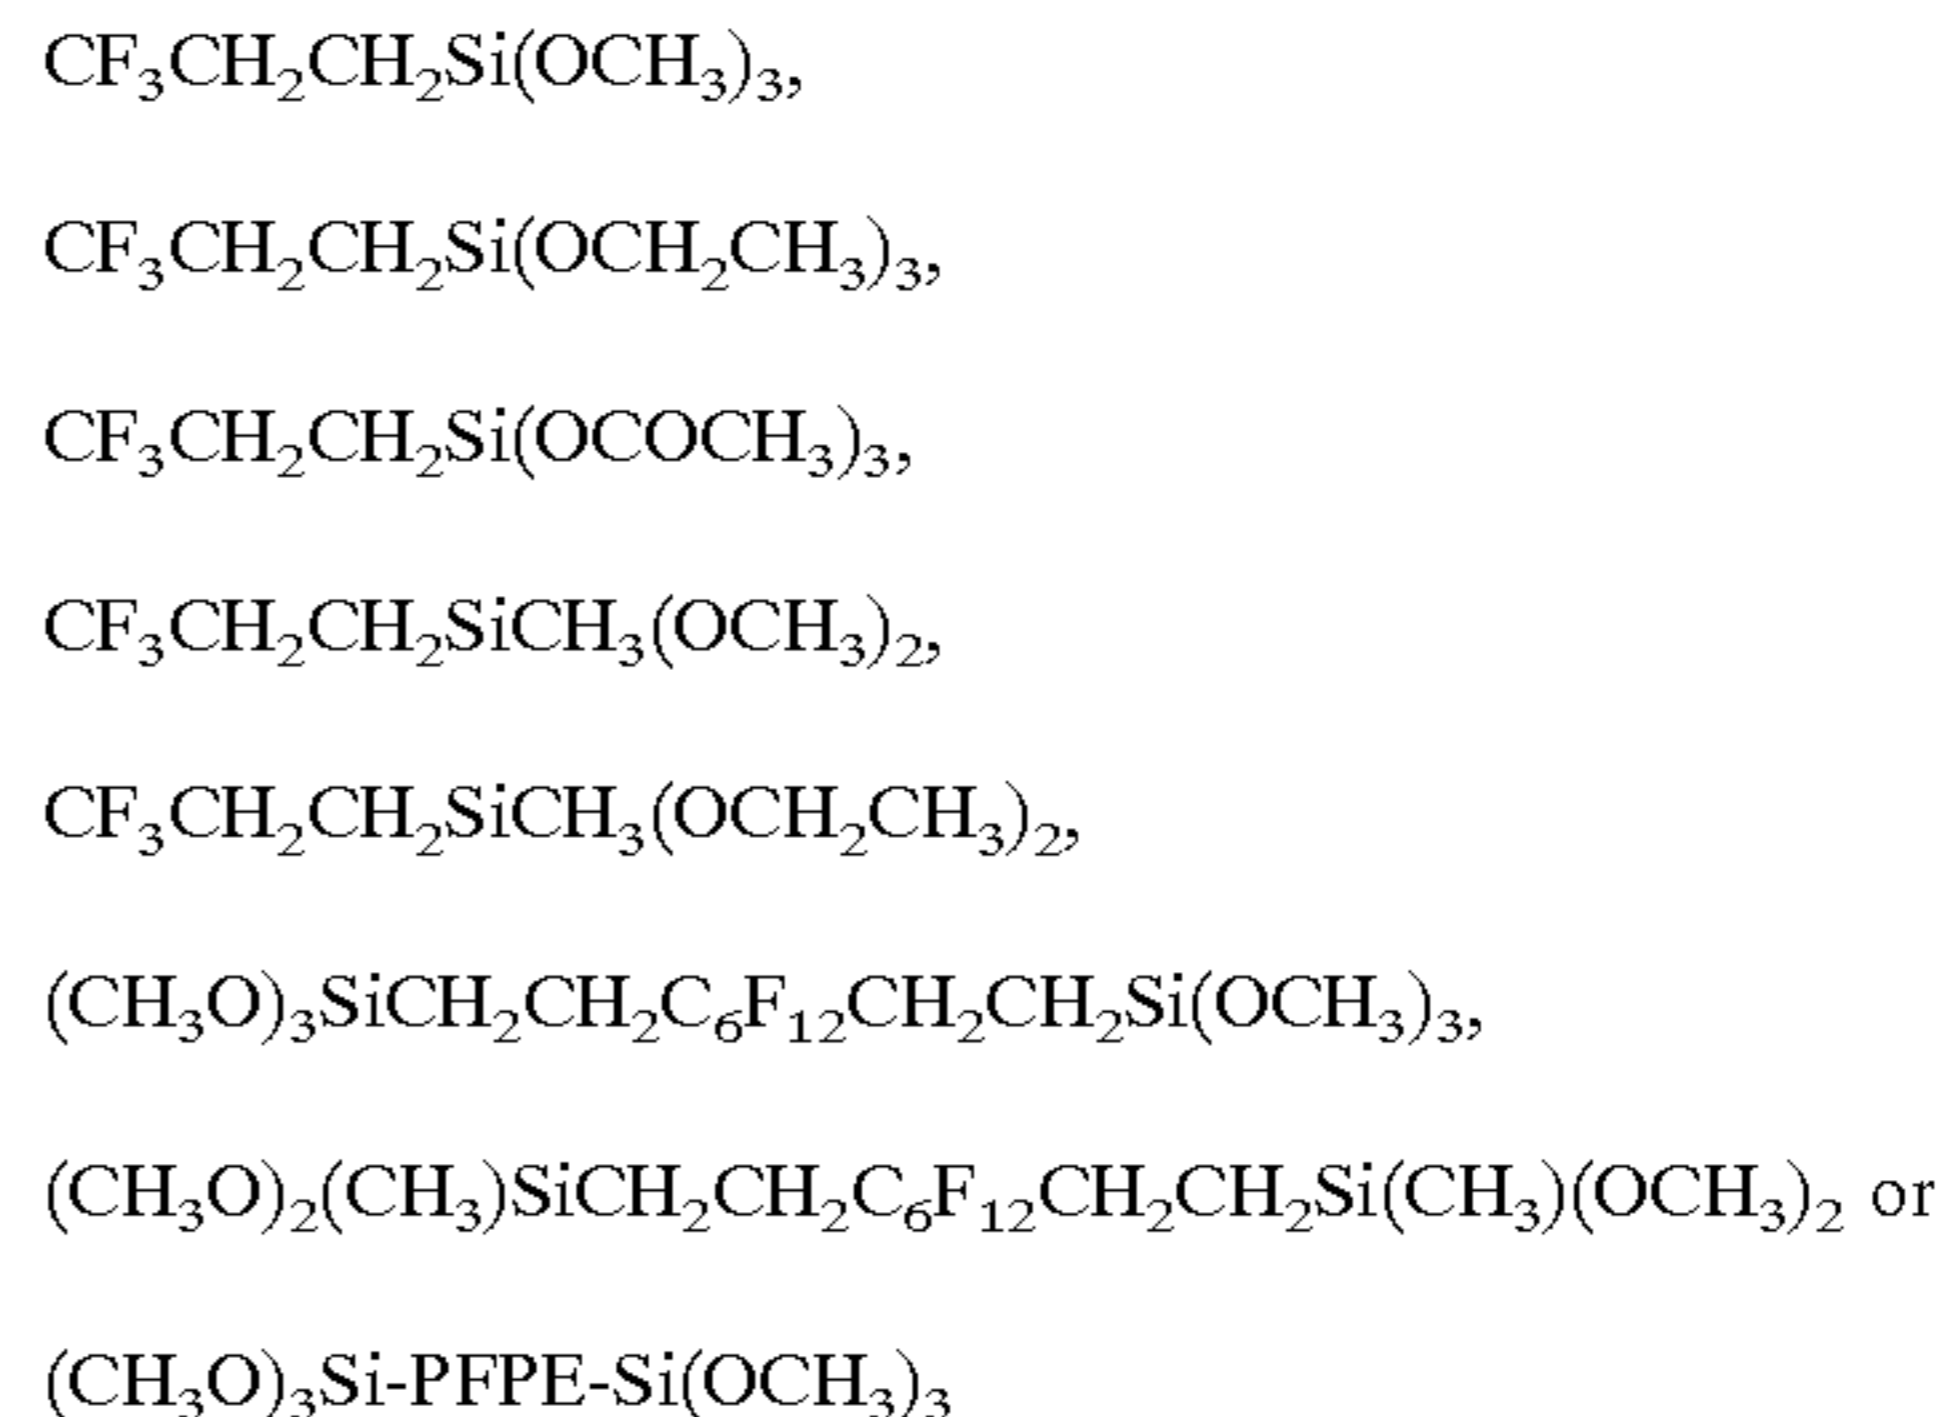 CF₃CH₂CH₂Si(OCH₃)₃,
CF₃CH₂CH₂Si(OCH₂CH₃)₃,
CF₃CH₂CH₂Si(OCOCH₃)₃,
CF₃CH₂CH₂SiCH₃(OCH₃)₂,
CF₃CH₂CH₂SiCH₃(OCH₂CH₃)₂,
(CH₃O)₃SiCH₂CH₂C₆F₁₂CH₂CH₂Si(OCH₃)₃,
(CH₃O)₂(CH₃)SiCH₂CH₂C₆F₁₂CH₂CH₂Si(CH₃)(OCH₃)₂ or
(CH₃O)₃Si-PFPE-Si(OCH₃)₃